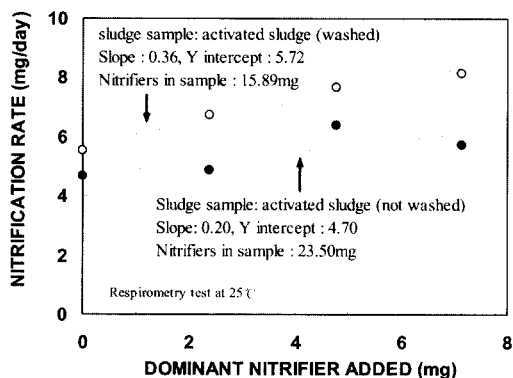 10
8
6
4
2
0
NITRIFICATION RATE (mg/day)
sludge sample: activated sludge (washed)
Slope : 0.36, Y intercept : 5.72
Nitrifiers in sample : 15.89mg
Sludge sample: activated sludge (not washed)
Slope: 0.20, Y intercept : 4.70
Nitrifiers in sample : 23.50mg
Respirometry test at 25℃
0 2 4 6 8
DOMINANT NITRIFIER ADDED (mg)